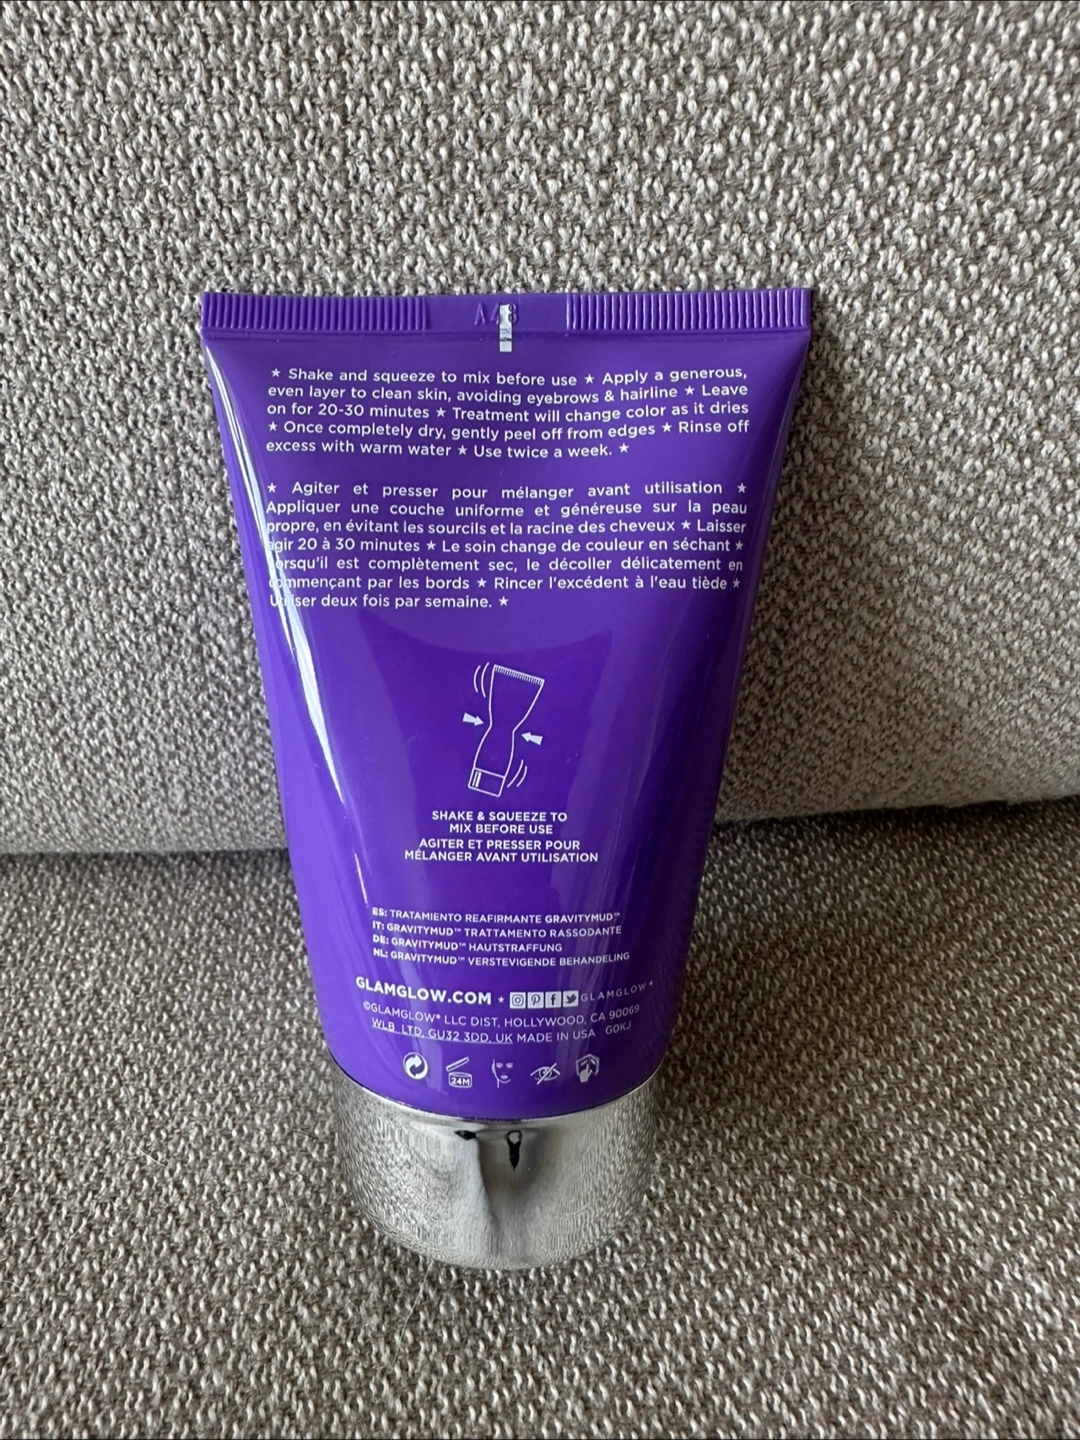 A48
★ Shake and squeeze to mix before use ★ Apply a generous,
even layer to clean skin, avoiding eyebrows & hairline ★ Leave
on for 20-30 minutes ★ Treatment will change color as it dries
★ Once completely dry, gently peel off from edges ★ Rinse off
excess with warm water ★ Use twice a week. ★
★ Agiter et presser pour mélanger avant utilisation ★
Appliquer une couche uniforme et généreuse sur la peau
propre, en évitant les sourcils et la racine des cheveux ★ Laisser
agir 20 à 30 minutes ★ Le soin change de couleur en séchant ★
Lorsqu'il est complètement sec, le décoller délicatement en
commençant par les bords ★ Rincer l'excédent à l'eau tiède ★
Utiliser deux fois par semaine. ★
SHAKE & SQUEEZE TO
MIX BEFORE USE
AGITER ET PRESSER POUR
MÉLANGER AVANT UTILISATION
ES: TRATAMIENTO REAFIRMANTE GRAVITYMUD™
IT: GRAVITYMUD™ TRATTAMENTO RASSODANTE
DE: GRAVITYMUD™ HAUTSTRAFFUNG
NL: GRAVITYMUD™ VERSTEVIGENDE BEHANDELING
GLAMGLOW.COM ★ GLAMGLOW®
©GLAMGLOW® LLC DIST, HOLLYWOOD, CA 90069
WLB LTD, GU32 3DD, UK MADE IN USA G0KJ
24M